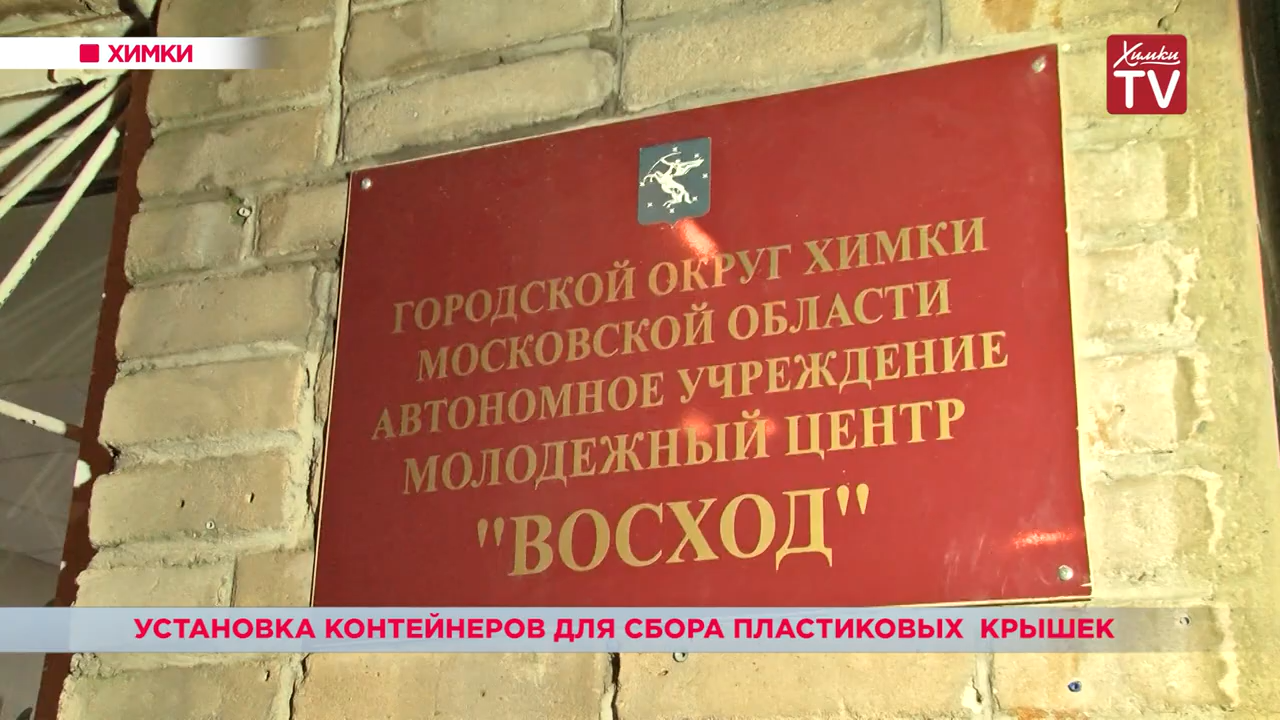 ХИМКИ
Химки
TV
ГОРОДСКОЙ ОКРУГ ХИМКИ
МОСКОВСКОЙ ОБЛАСТИ
АВТОНОМНОЕ УЧРЕЖДЕНИЕ
МОЛОДЕЖНЫЙ ЦЕНТР
"ВОСХОД"
УСТАНОВКА КОНТЕЙНЕРОВ ДЛЯ СБОРА ПЛАСТИКОВЫХ КРЫШЕК